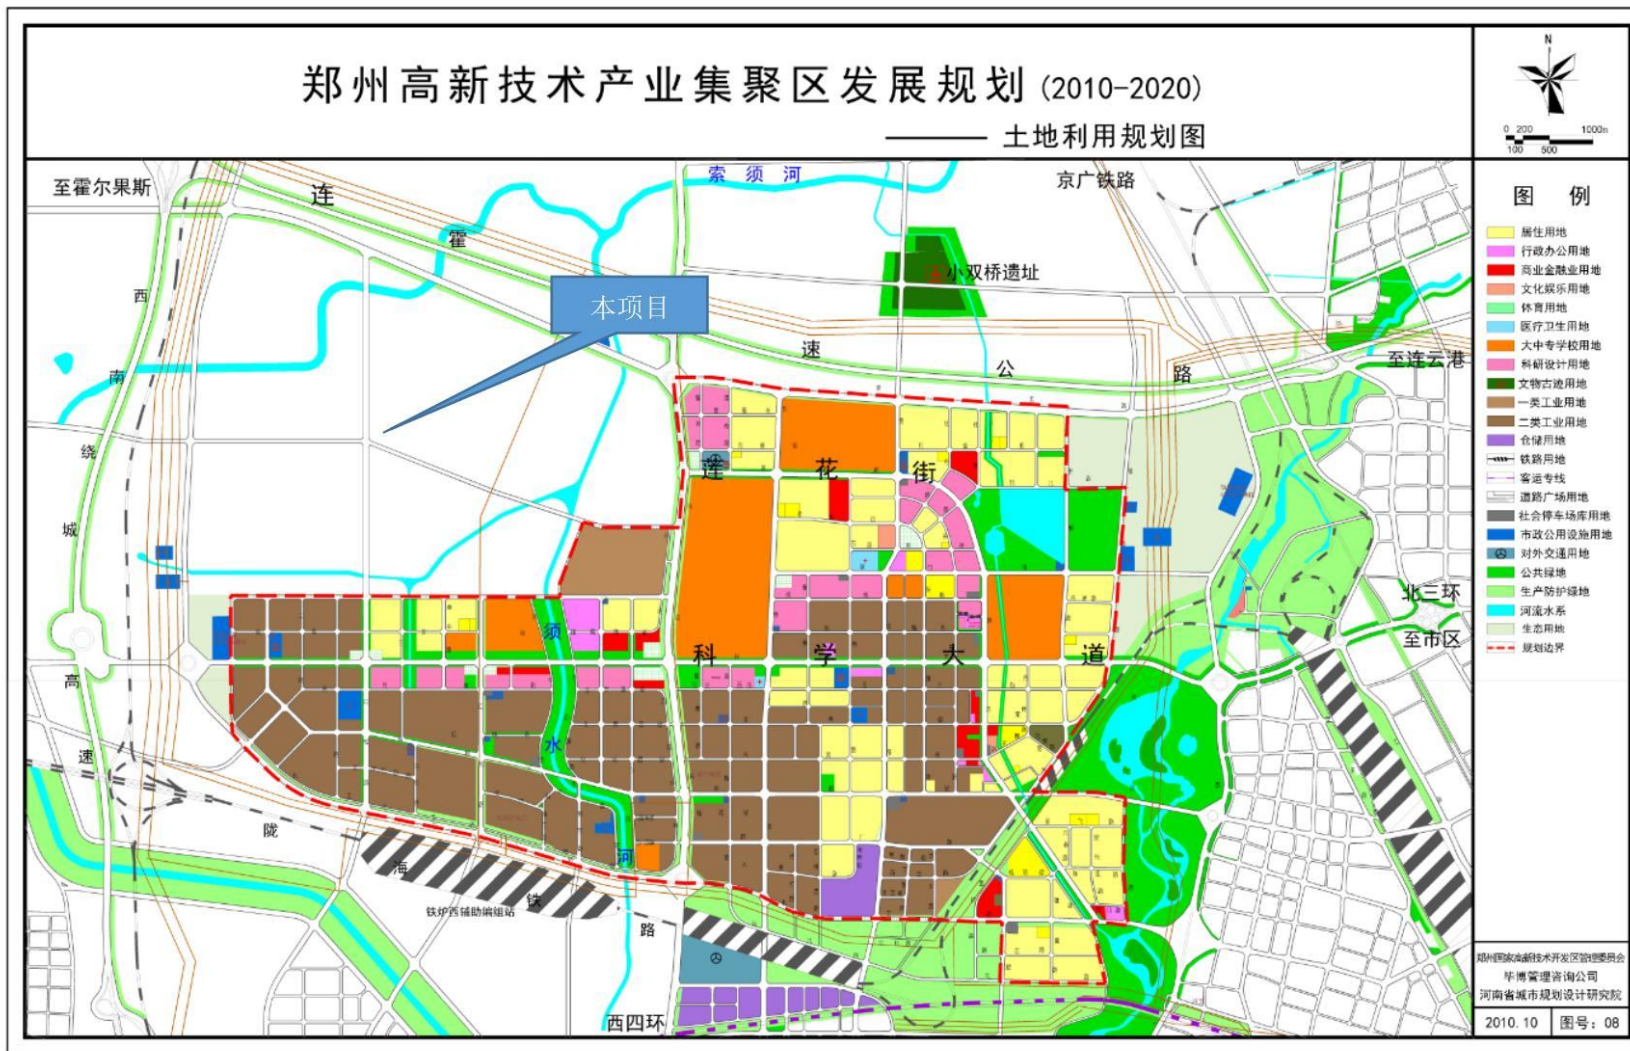 郑州高新技术产业集聚区发展规划(2010-2020)
土地利用规划图
N
0 200 1000m
100 500
至霍尔果斯
连
霍
速
公
路
索须河
京广铁路
小双桥遗址
本项目
至连云港
西
南
绕
城
高
速
莲花街
科学大道
须
水
河
北三环
至市区
陇
海
铁
路
铁炉西辅助编组站
西四环
图例
居住用地
行政办公用地
商业金融业用地
文化娱乐用地
体育用地
医疗卫生用地
大中专学校用地
科研设计用地
文物古迹用地
一类工业用地
二类工业用地
仓储用地
铁路用地
客运专线
道路广场用地
社会停车场库用地
市政公用设施用地
对外交通用地
公共绿地
生产防护绿地
河流水系
生态用地
规划边界
郑州国家高新技术开发区管理委员会
毕博管理咨询公司
河南省城市规划设计研究院
2010.10 图号：08